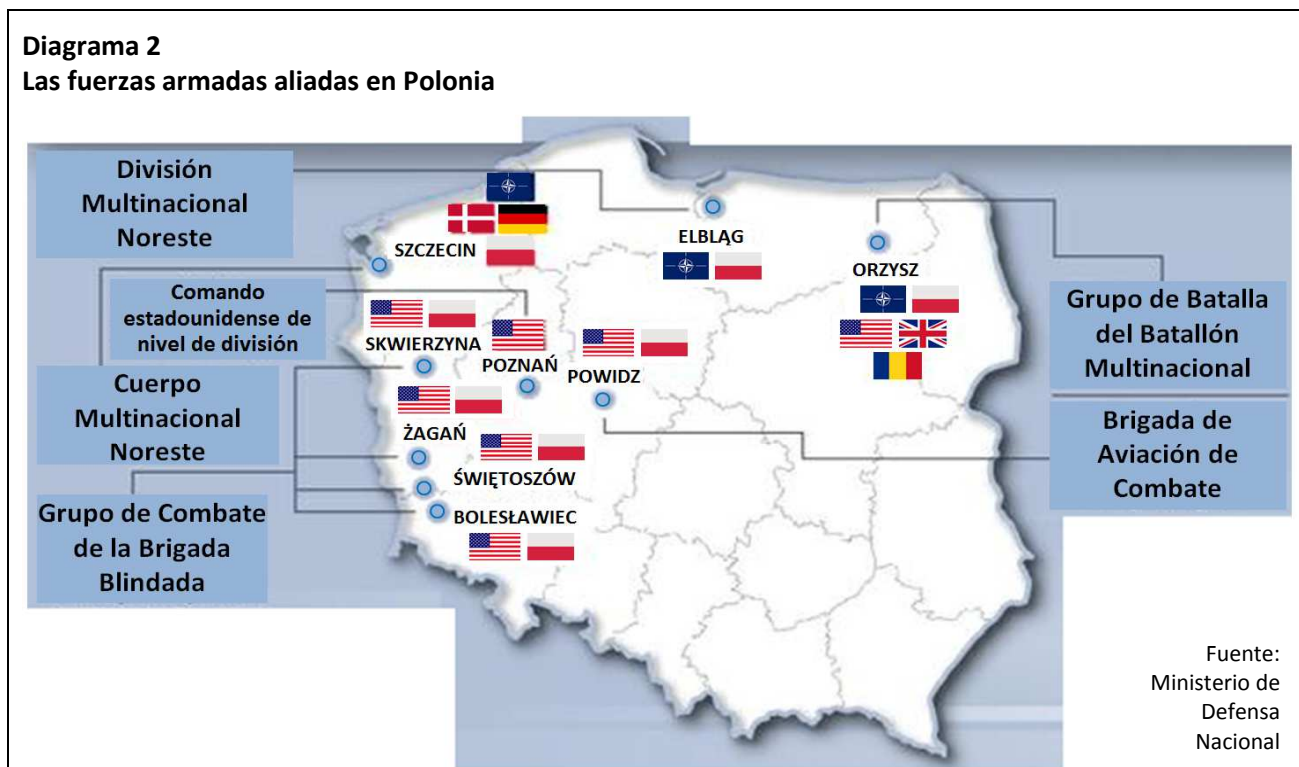 Diagrama 2
Las fuerzas armadas aliadas en Polonia
División
Multinacional
Noreste
Comando
estadounidense de
nivel de división
Cuerpo
Multinacional
Noreste
Grupo de Combate
de la Brigada
Blindada
SZCZECIN
ELBLĄG
ORZYSZ
SKWIERZYNA
POZNAŃ
POWIDZ
ŻAGAŃ
ŚWIĘTOSZÓW
BOLESŁAWIEC
Grupo de Batalla
del Batallón
Multinacional
Brigada de
Aviación de
Combate
Fuente:
Ministerio de
Defensa
Nacional